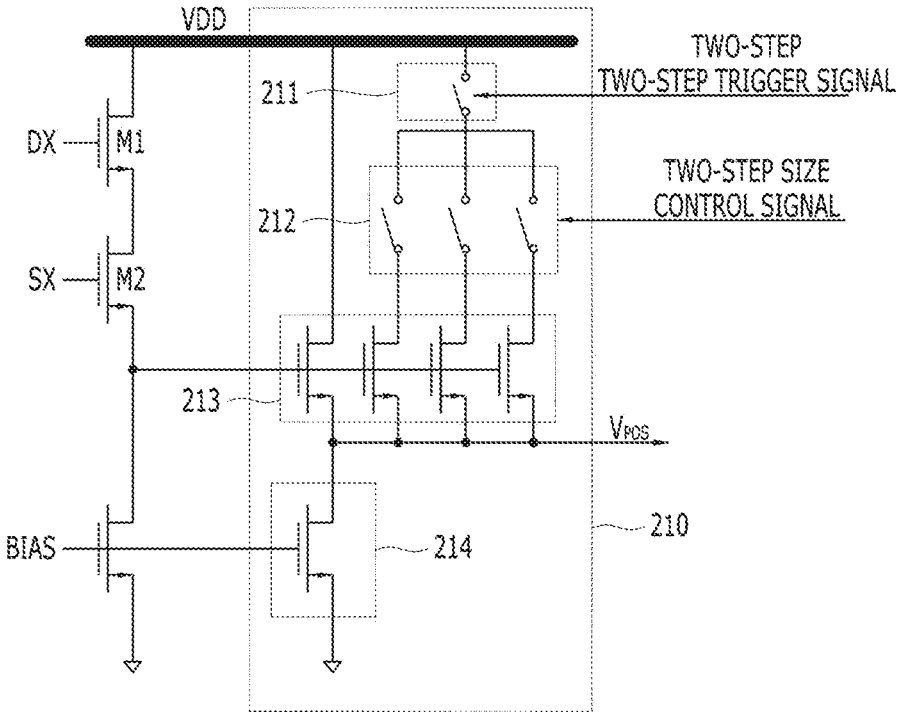 VDD
TWO-STEP
TWO-STEP TRIGGER SIGNAL
211
DX
M1
TWO-STEP SIZE
CONTROL SIGNAL
212
SX
M2
213
VPDS
210
BIAS
214